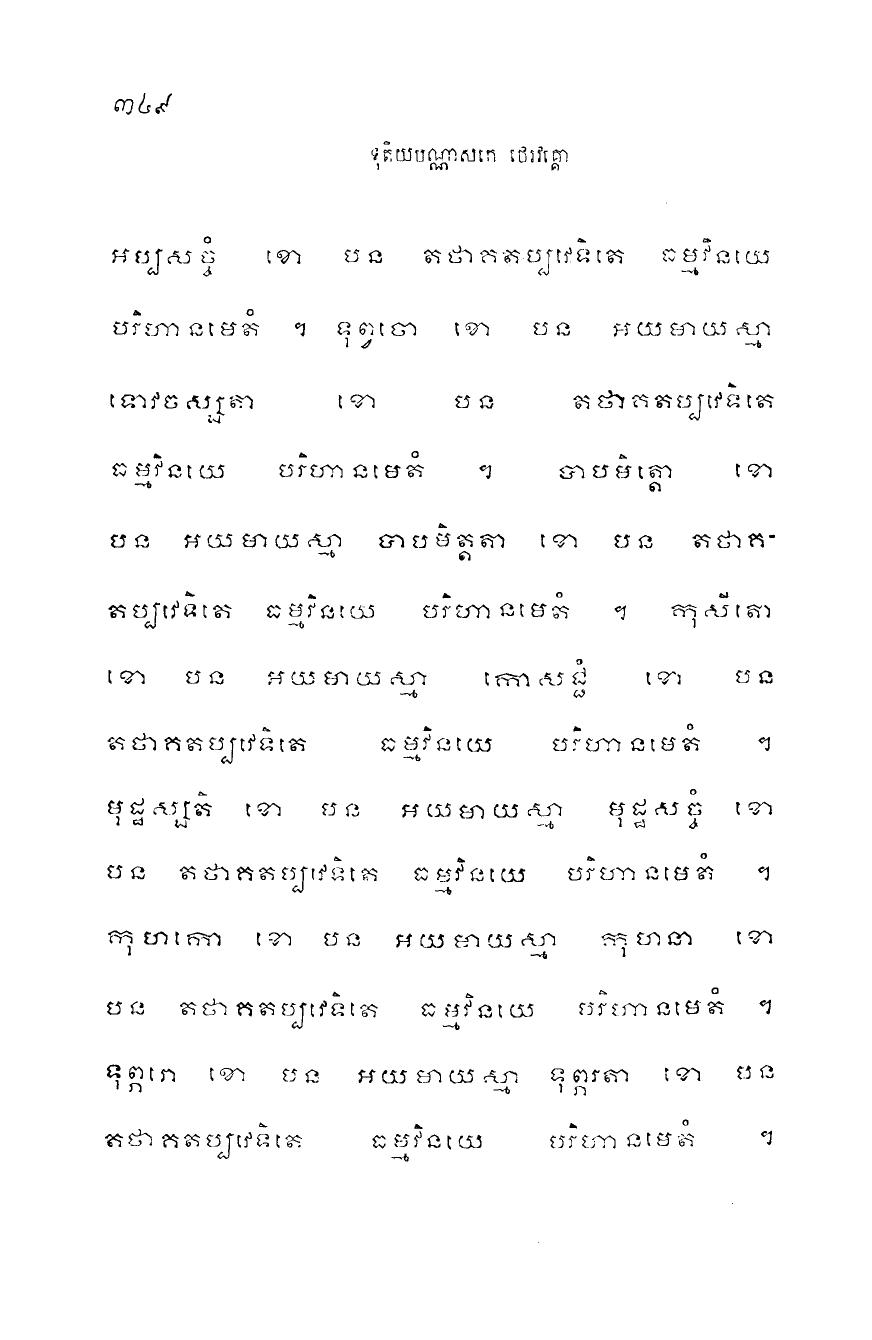 ៣៤៩
ទុតិយបណ្ណាសកេ ថេរវគ្គោ
អប្បសច្ចំ ខោ បន តថាគតប្បវេទិតេ ធម្មវិនយេ
បរិហានមេតំ ។ ទុព្វចោ ខោ បន អយមាយស្មា
ទោវចស្សតា ខោ បន តថាគតប្បវេទិតេ
ធម្មវិនយេ បរិហានមេតំ ។ បាបមិត្តោ ខោ
បន អយមាយស្មា បាបមិត្តតា ខោ បន តថាគ-
តប្បវេទិតេ ធម្មវិនយេ បរិហានមេតំ ។ កុសីតោ
ខោ បន អយមាយស្មា កោសជ្ជំ ខោ បន
តថាគតប្បវេទិតេ ធម្មវិនយេ បរិហានមេតំ ។
មុដ្ឋស្សតិ ខោ បន អយមាយស្មា មុដ្ឋសច្ចំ ខោ
បន តថាគតប្បវេទិតេ ធម្មវិនយេ បរិហានមេតំ ។
កុហកោ ខោ បន អយមាយស្មា កុហនា ខោ
បន តថាគតប្បវេទិតេ ធម្មវិនយេ បរិហានមេតំ ។
ទុព្ភរោ ខោ បន អយមាយស្មា ទុព្ភរតា ខោ បន
តថាគតប្បវេទិតេ ធម្មវិនយេ បរិហានមេតំ ។